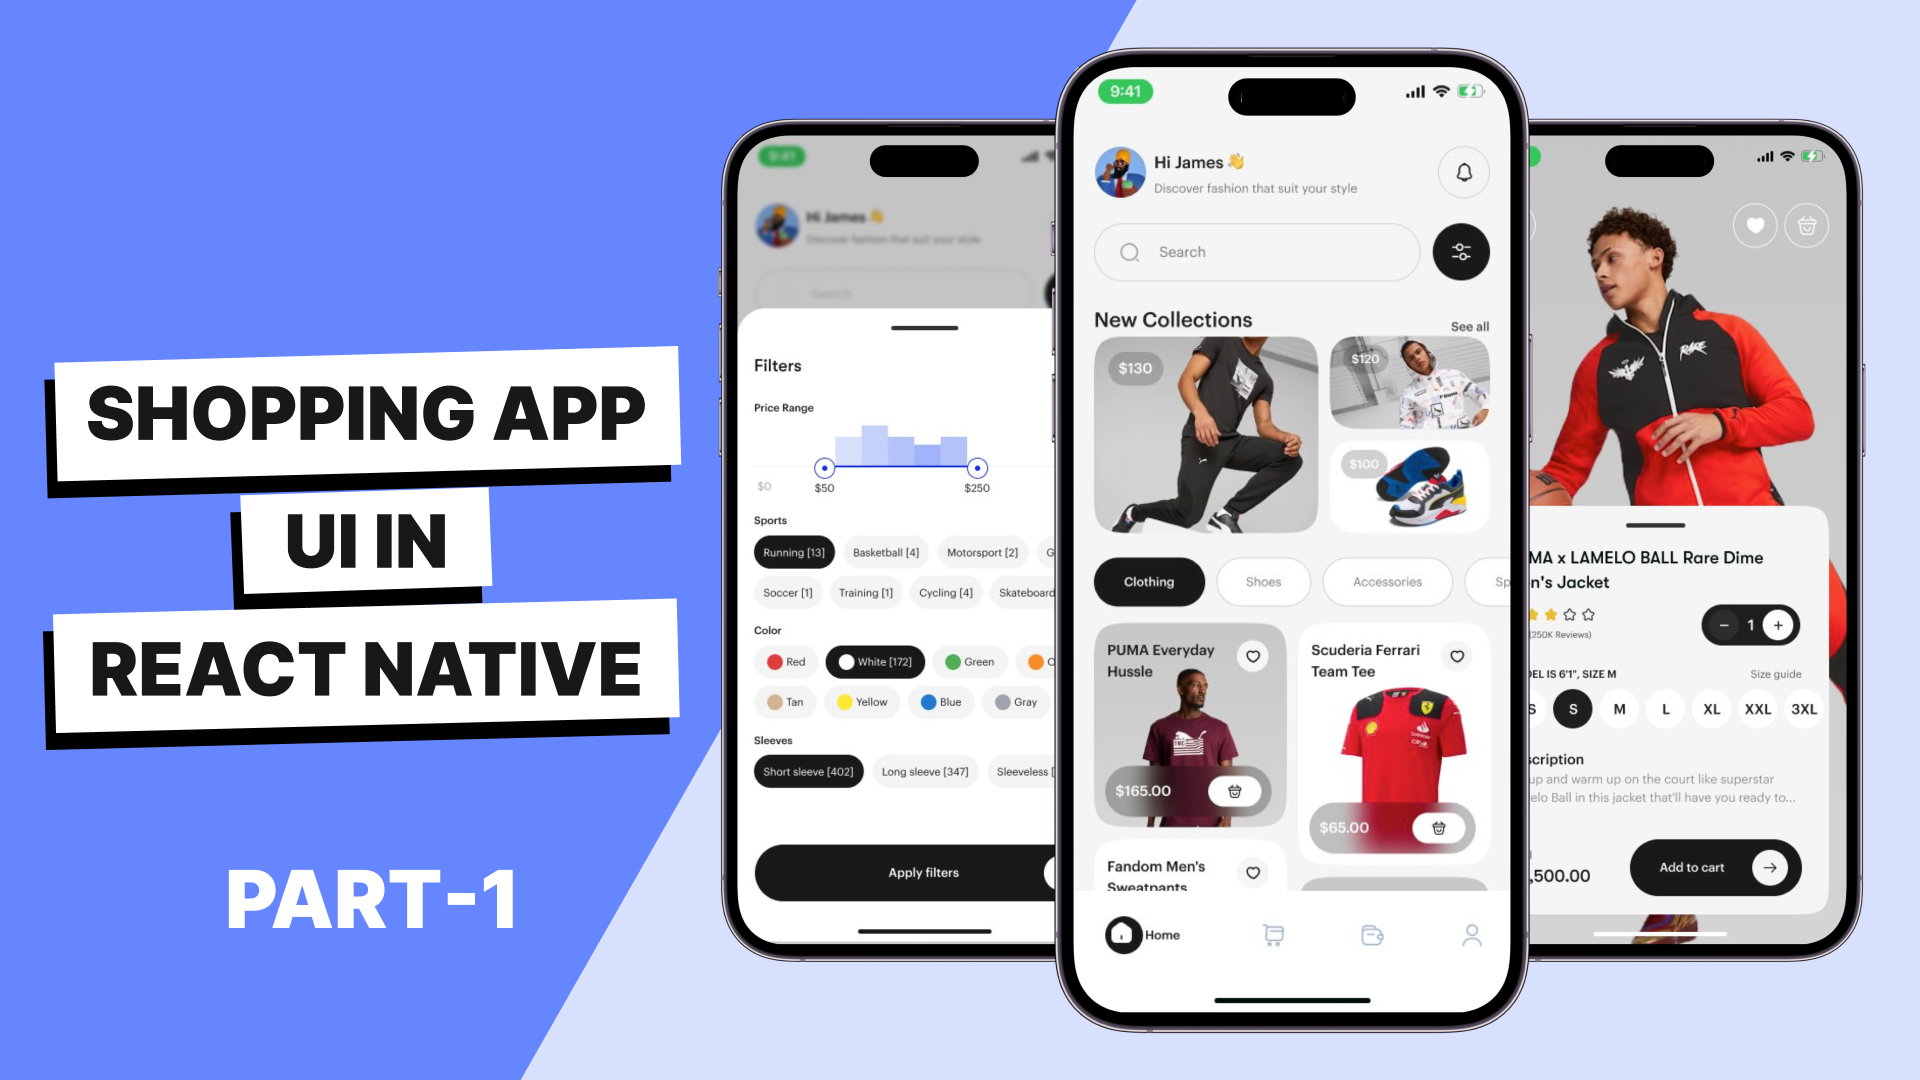 SHOPPING APP
UI IN
REACT NATIVE
PART-1
9:41
Hi James
Discover fashion that suit your style
Search
Filters
Price Range
$0
$50
$250
Sports
Running [13]
Basketball [4]
Motorsport [2]
G
Soccer [1]
Training [1]
Cycling [4]
Skateboard
Color
Red
White [172]
Green
O
Tan
Yellow
Blue
Gray
Sleeves
Short sleeve [402]
Long sleeve [347]
Sleeveless [
Apply filters
9:41
Hi James 👋
Discover fashion that suit your style
Search
New Collections
See all
$130
$120
$100
Clothing
Shoes
Accessories
Sp
PUMA Everyday
Hussle
$165.00
Scuderia Ferrari
Team Tee
$65.00
Fandom Men's
Sweatpants
Home
RARE
MA x LAMELO BALL Rare Dime
n's Jacket
(250K Reviews)
1
DEL IS 6'1", SIZE M
Size guide
S
S
M
L
XL
XXL
3XL
scription
up and warm up on the court like superstar
elo Ball in this jacket that'll have you ready to...
,500.00
Add to cart